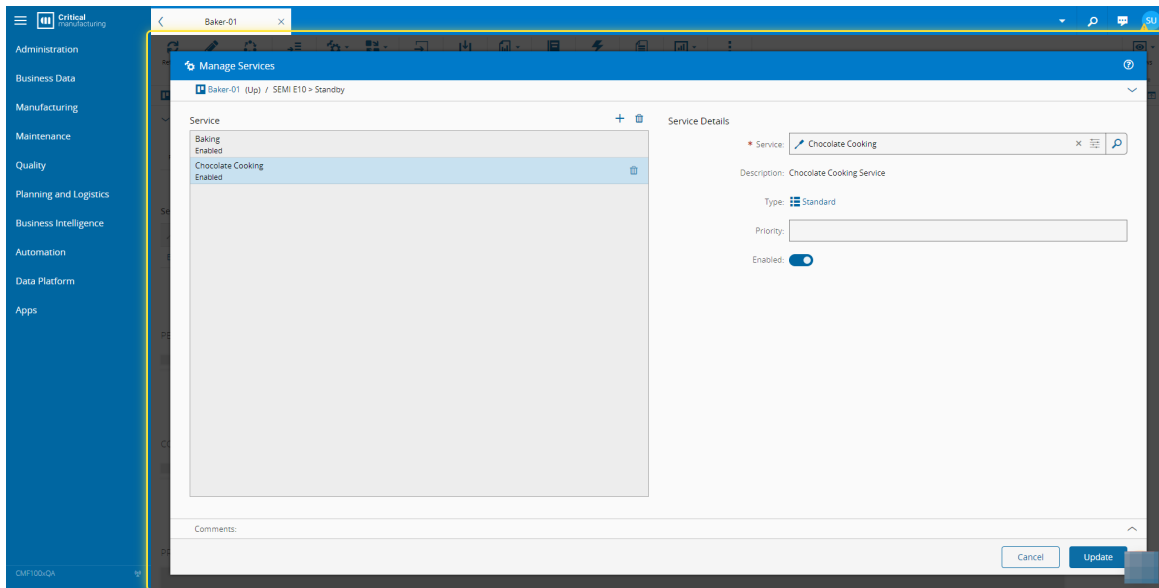 Critical
manufacturing
Baker-01
SU
Administration
Business Data
Manufacturing
Maintenance
Quality
Planning and Logistics
Business Intelligence
Automation
Data Platform
Apps
CMF100xQA
Manage Services
Baker-01 (Up) / SEMI E10 > Standby
Service
Baking
Enabled
Chocolate Cooking
Enabled
Service Details
* Service: Chocolate Cooking
Description: Chocolate Cooking Service
Type: Standard
Priority:
Enabled:
Comments:
Cancel
Update